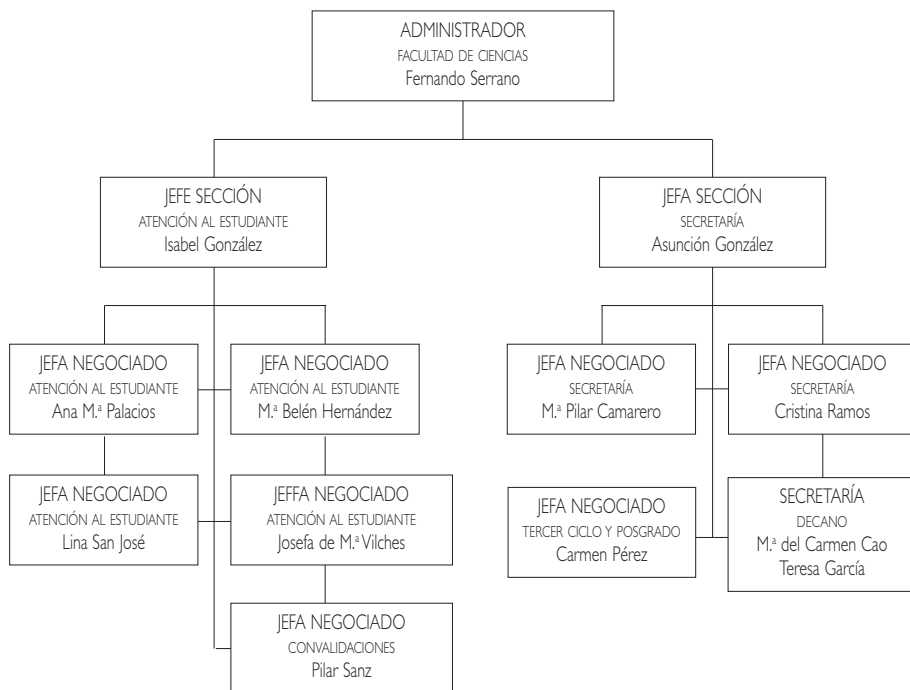 ADMINISTRADOR
FACULTAD DE CIENCIAS
Fernando Serrano
JEFE SECCIÓN
ATENCIÓN AL ESTUDIANTE
Isabel González
JEFA SECCIÓN
SECRETARÍA
Asunción González
JEFA NEGOCIADO
ATENCIÓN AL ESTUDIANTE
Ana M.ª Palacios
JEFA NEGOCIADO
ATENCIÓN AL ESTUDIANTE
M.ª Belén Hernández
JEFA NEGOCIADO
SECRETARÍA
M.ª Pilar Camarero
JEFA NEGOCIADO
SECRETARÍA
Cristina Ramos
JEFA NEGOCIADO
ATENCIÓN AL ESTUDIANTE
Lina San José
JEFFA NEGOCIADO
ATENCIÓN AL ESTUDIANTE
Josefa de M.ª Vilches
JEFA NEGOCIADO
TERCER CICLO Y POSGRADO
Carmen Pérez
SECRETARÍA
DECANO
M.ª del Carmen Cao
Teresa García
JEFA NEGOCIADO
CONVALIDACIONES
Pilar Sanz